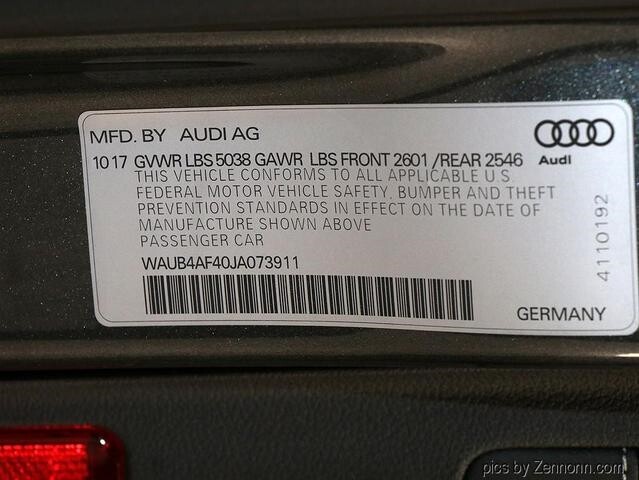 MFD. BY AUDI AG
10 17 GVWR LBS 5038 GAWR LBS FRONT 2601 /REAR 2546
Audi
THIS VEHICLE CONFORMS TO ALL APPLICABLE U.S.
FEDERAL MOTOR VEHICLE SAFETY, BUMPER AND THEFT
PREVENTION STANDARDS IN EFFECT ON THE DATE OF
MANUFACTURE SHOWN ABOVE
PASSENGER CAR
WAUB4AF40JA073911
4110192
GERMANY
pics by Zennonn.com